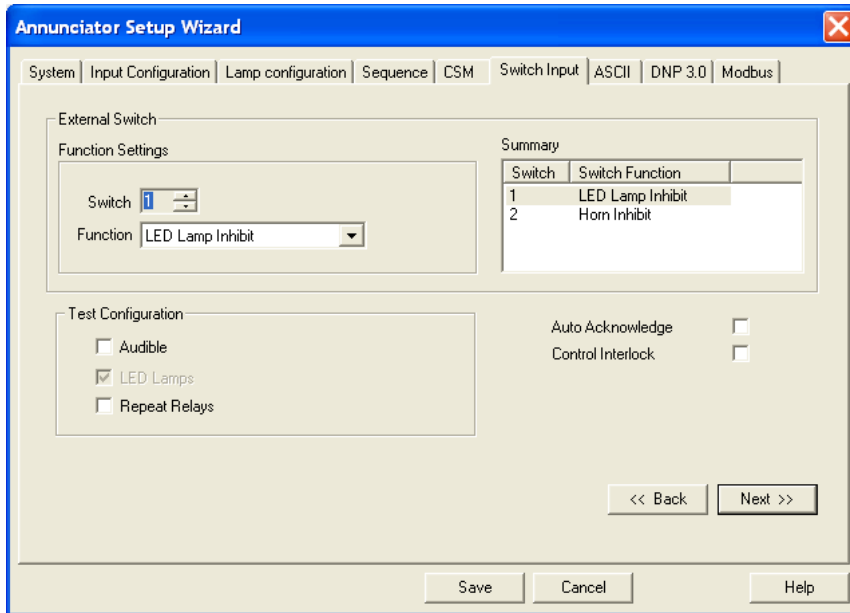 Annunciator Setup Wizard
System Input Configuration Lamp configuration Sequence CSM Switch Input ASCII DNP 3.0 Modbus
External Switch
Function Settings
Switch 1
Function LED Lamp Inhibit
Summary
Switch Switch Function
1 LED Lamp Inhibit
2 Horn Inhibit
Test Configuration
Audible
LED Lamps
Repeat Relays
Auto Acknowledge
Control Interlock
<< Back Next >>
Save Cancel Help